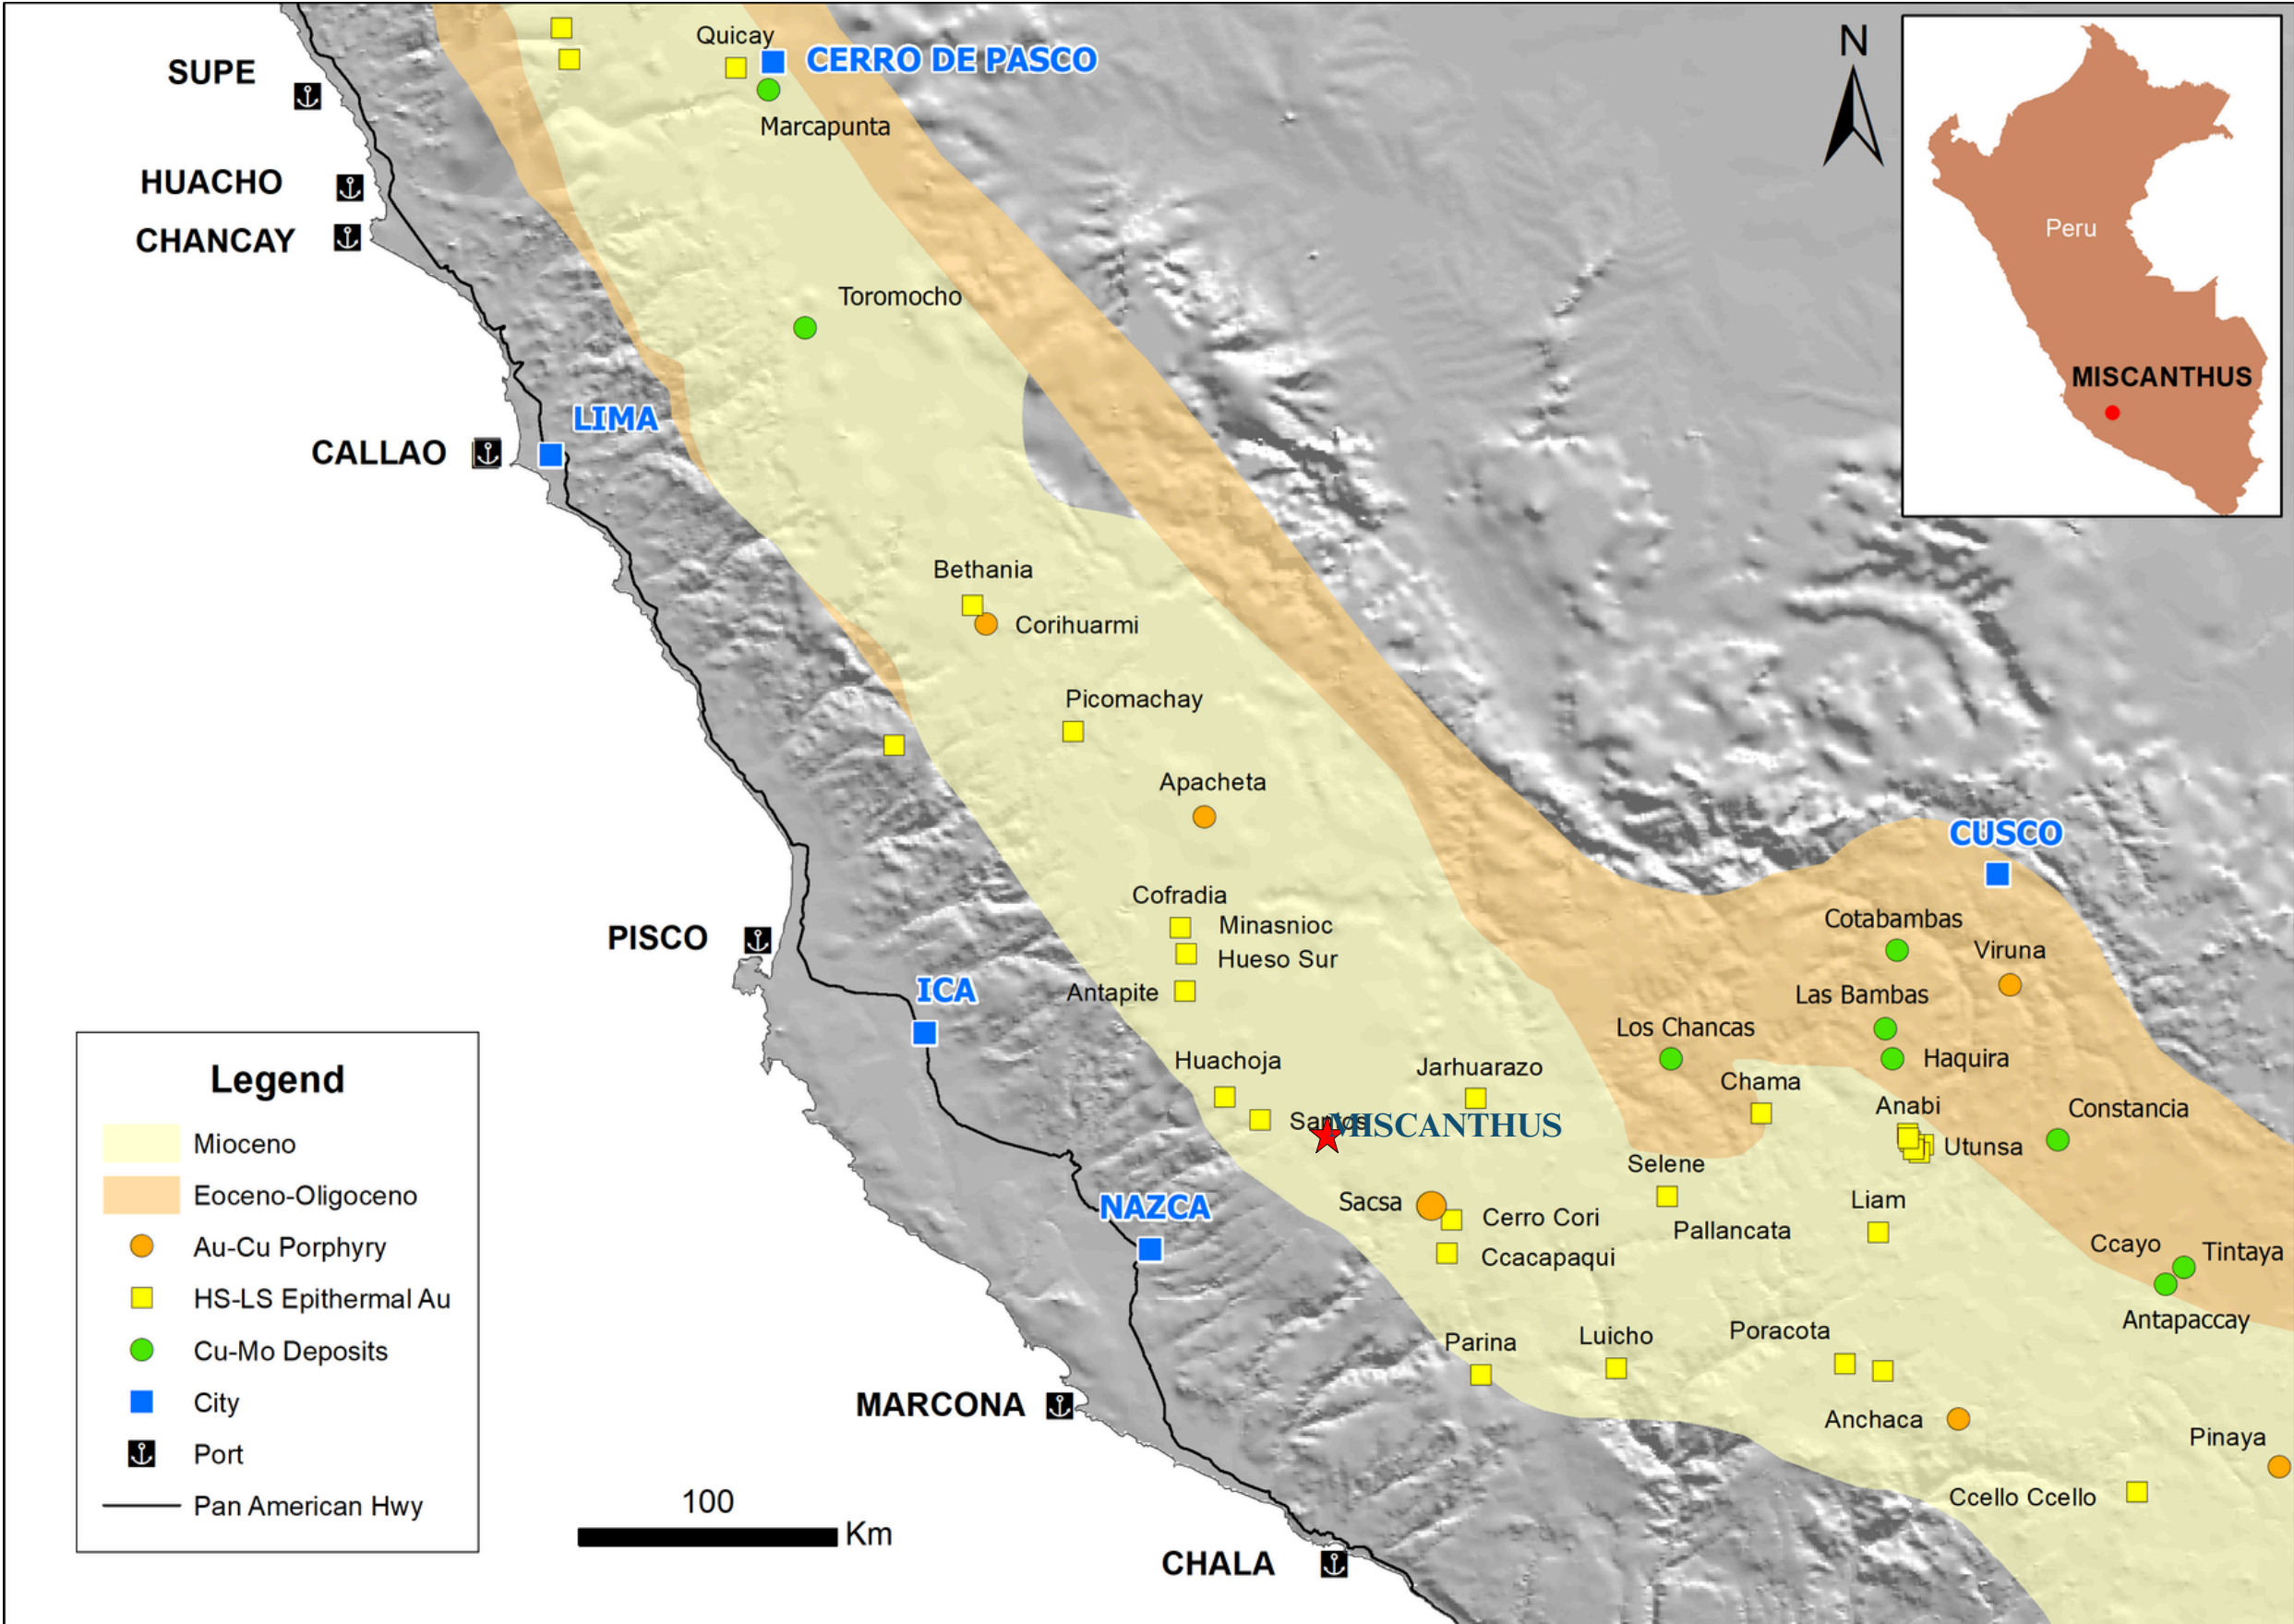 Quicay
CERRO DE PASCO
SUPE
Marcapunta
HUACHO
CHANCAY
Toromocho
LIMA
CALLAO
Bethania
Corihuarmi
Picomachay
Apacheta
Cofradia
Minasnioc
Hueso Sur
Antapite
PISCO
ICA
Huachoja
Santos
MISCANTHUS
Jarhuarazo
NAZCA
Sacsa
Cerro Cori
Ccacapaqui
Parina
Luicho
MARCONA
CHALA
CUSCO
Cotabambas
Viruna
Las Bambas
Los Chancas
Haquira
Chama
Anabi
Constancia
Utunsa
Selene
Pallancata
Liam
Ccayo
Tintaya
Antapaccay
Poracota
Anchaca
Pinaya
Ccello Ccello
N
Peru
MISCANTHUS
Legend
Mioceno
Eoceno-Oligoceno
Au-Cu Porphyry
HS-LS Epithermal Au
Cu-Mo Deposits
City
Port
Pan American Hwy
100
Km